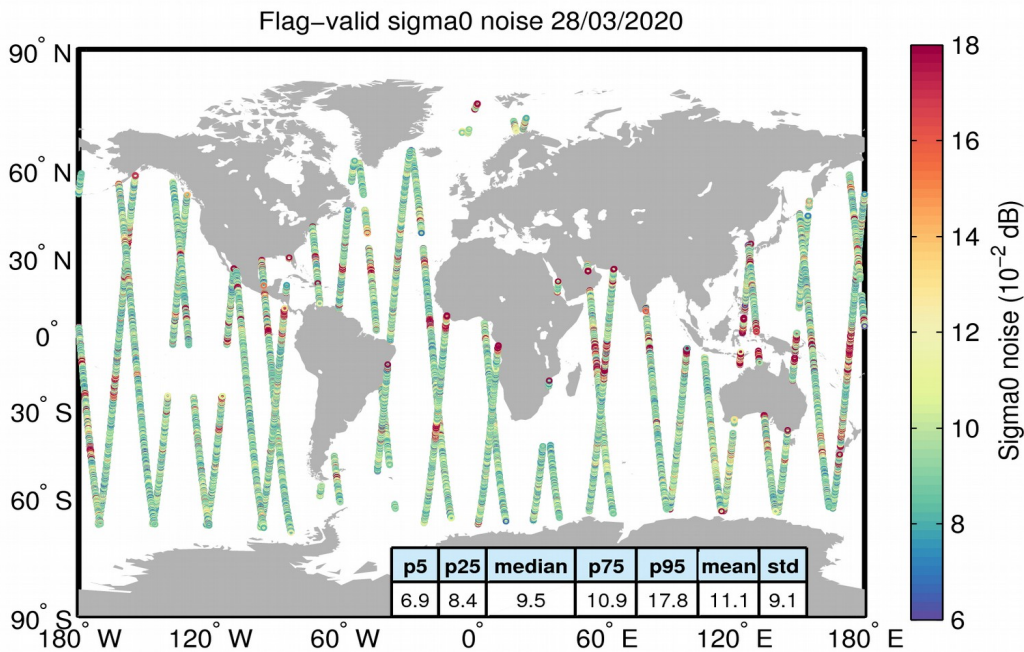 Flag−valid sigma0 noise 28/03/2020
90° N
60° N
30° N
0°
30° S
60° S
90° S
180° W
120° W
60° W
0°
60° E
120° E
180° E
p5 p25 median p75 p95 mean std
6.9 8.4 9.5 10.9 17.8 11.1 9.1
18
16
14
12
10
8
6
Sigma0 noise (10⁻² dB)